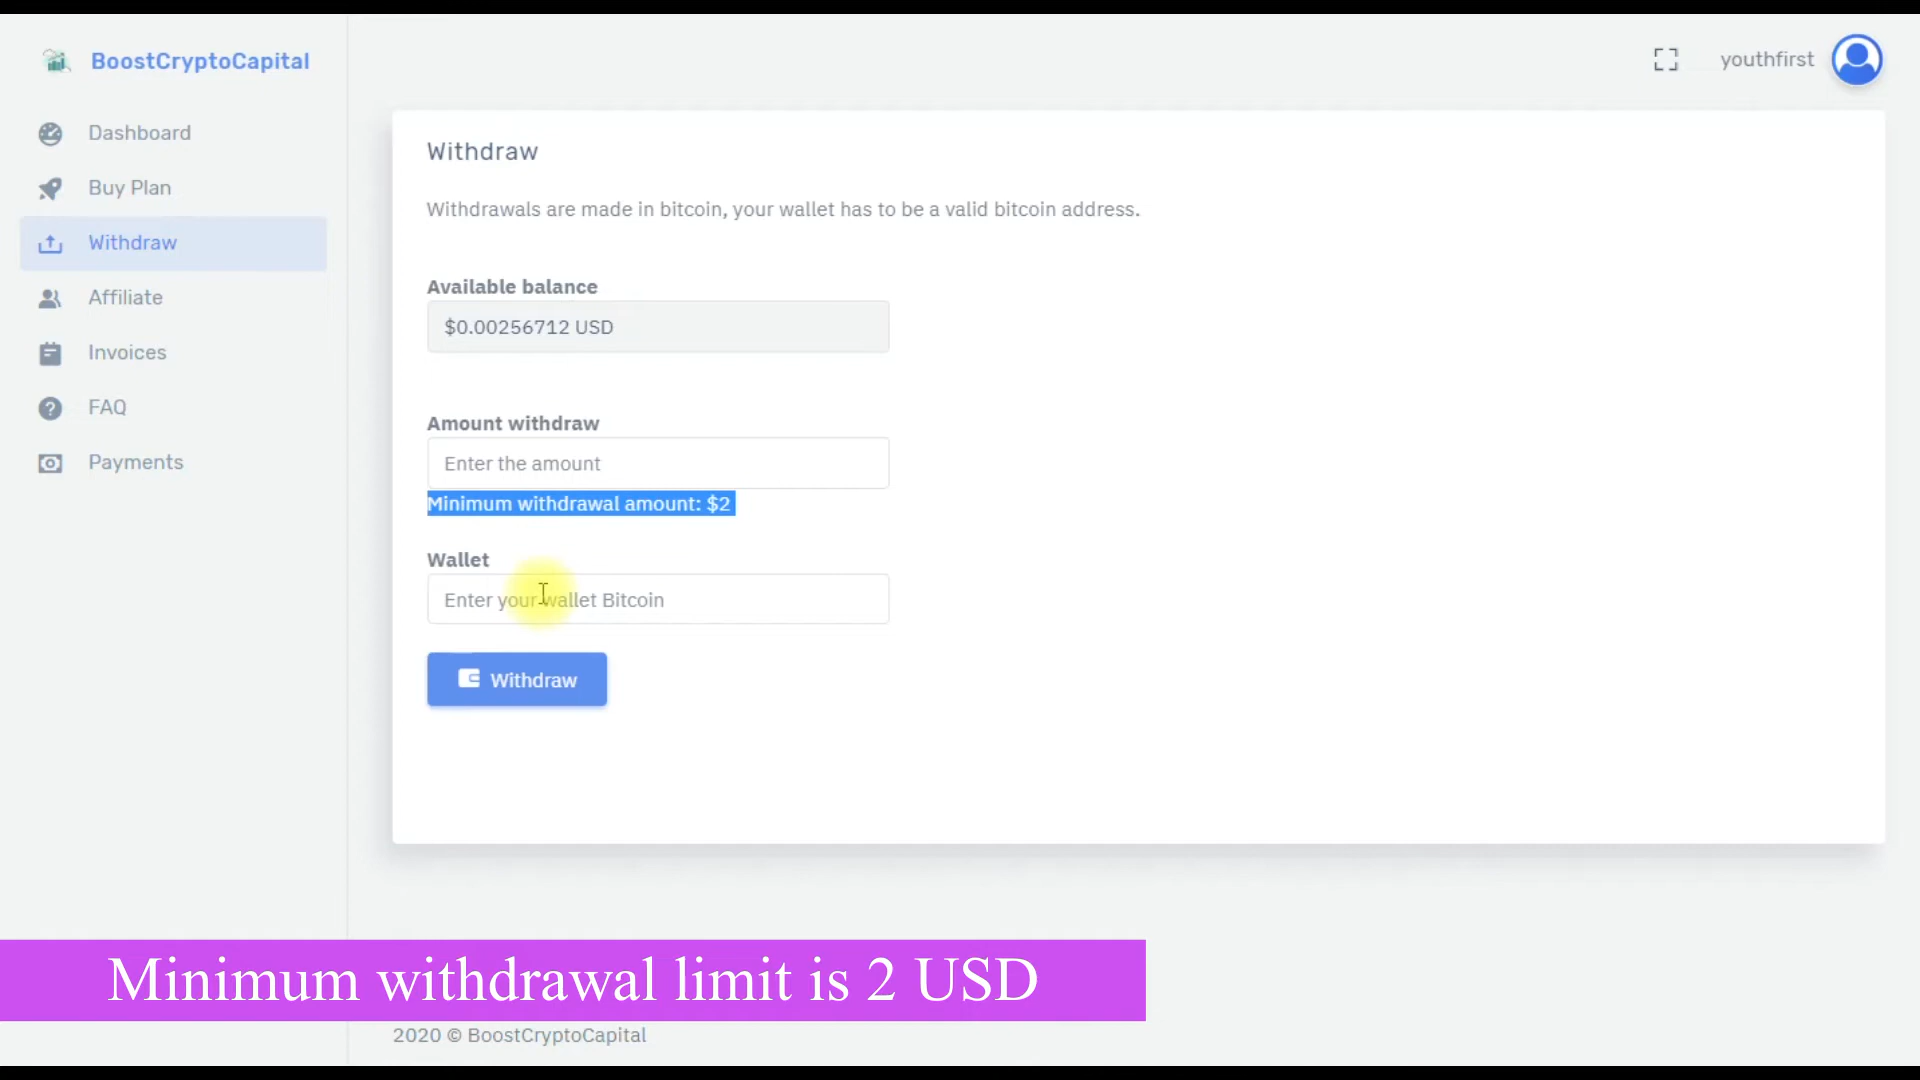 BoostCryptoCapital
youthfirst
Dashboard
Buy Plan
Withdraw
Affiliate
Invoices
FAQ
Payments
Withdraw
Withdrawals are made in bitcoin, your wallet has to be a valid bitcoin address.
Available balance
$0.00256712 USD
Amount withdraw
Enter the amount
Minimum withdrawal amount: $2
Wallet
Enter your wallet Bitcoin
Withdraw
Minimum withdrawal limit is 2 USD
2020 © BoostCryptoCapital